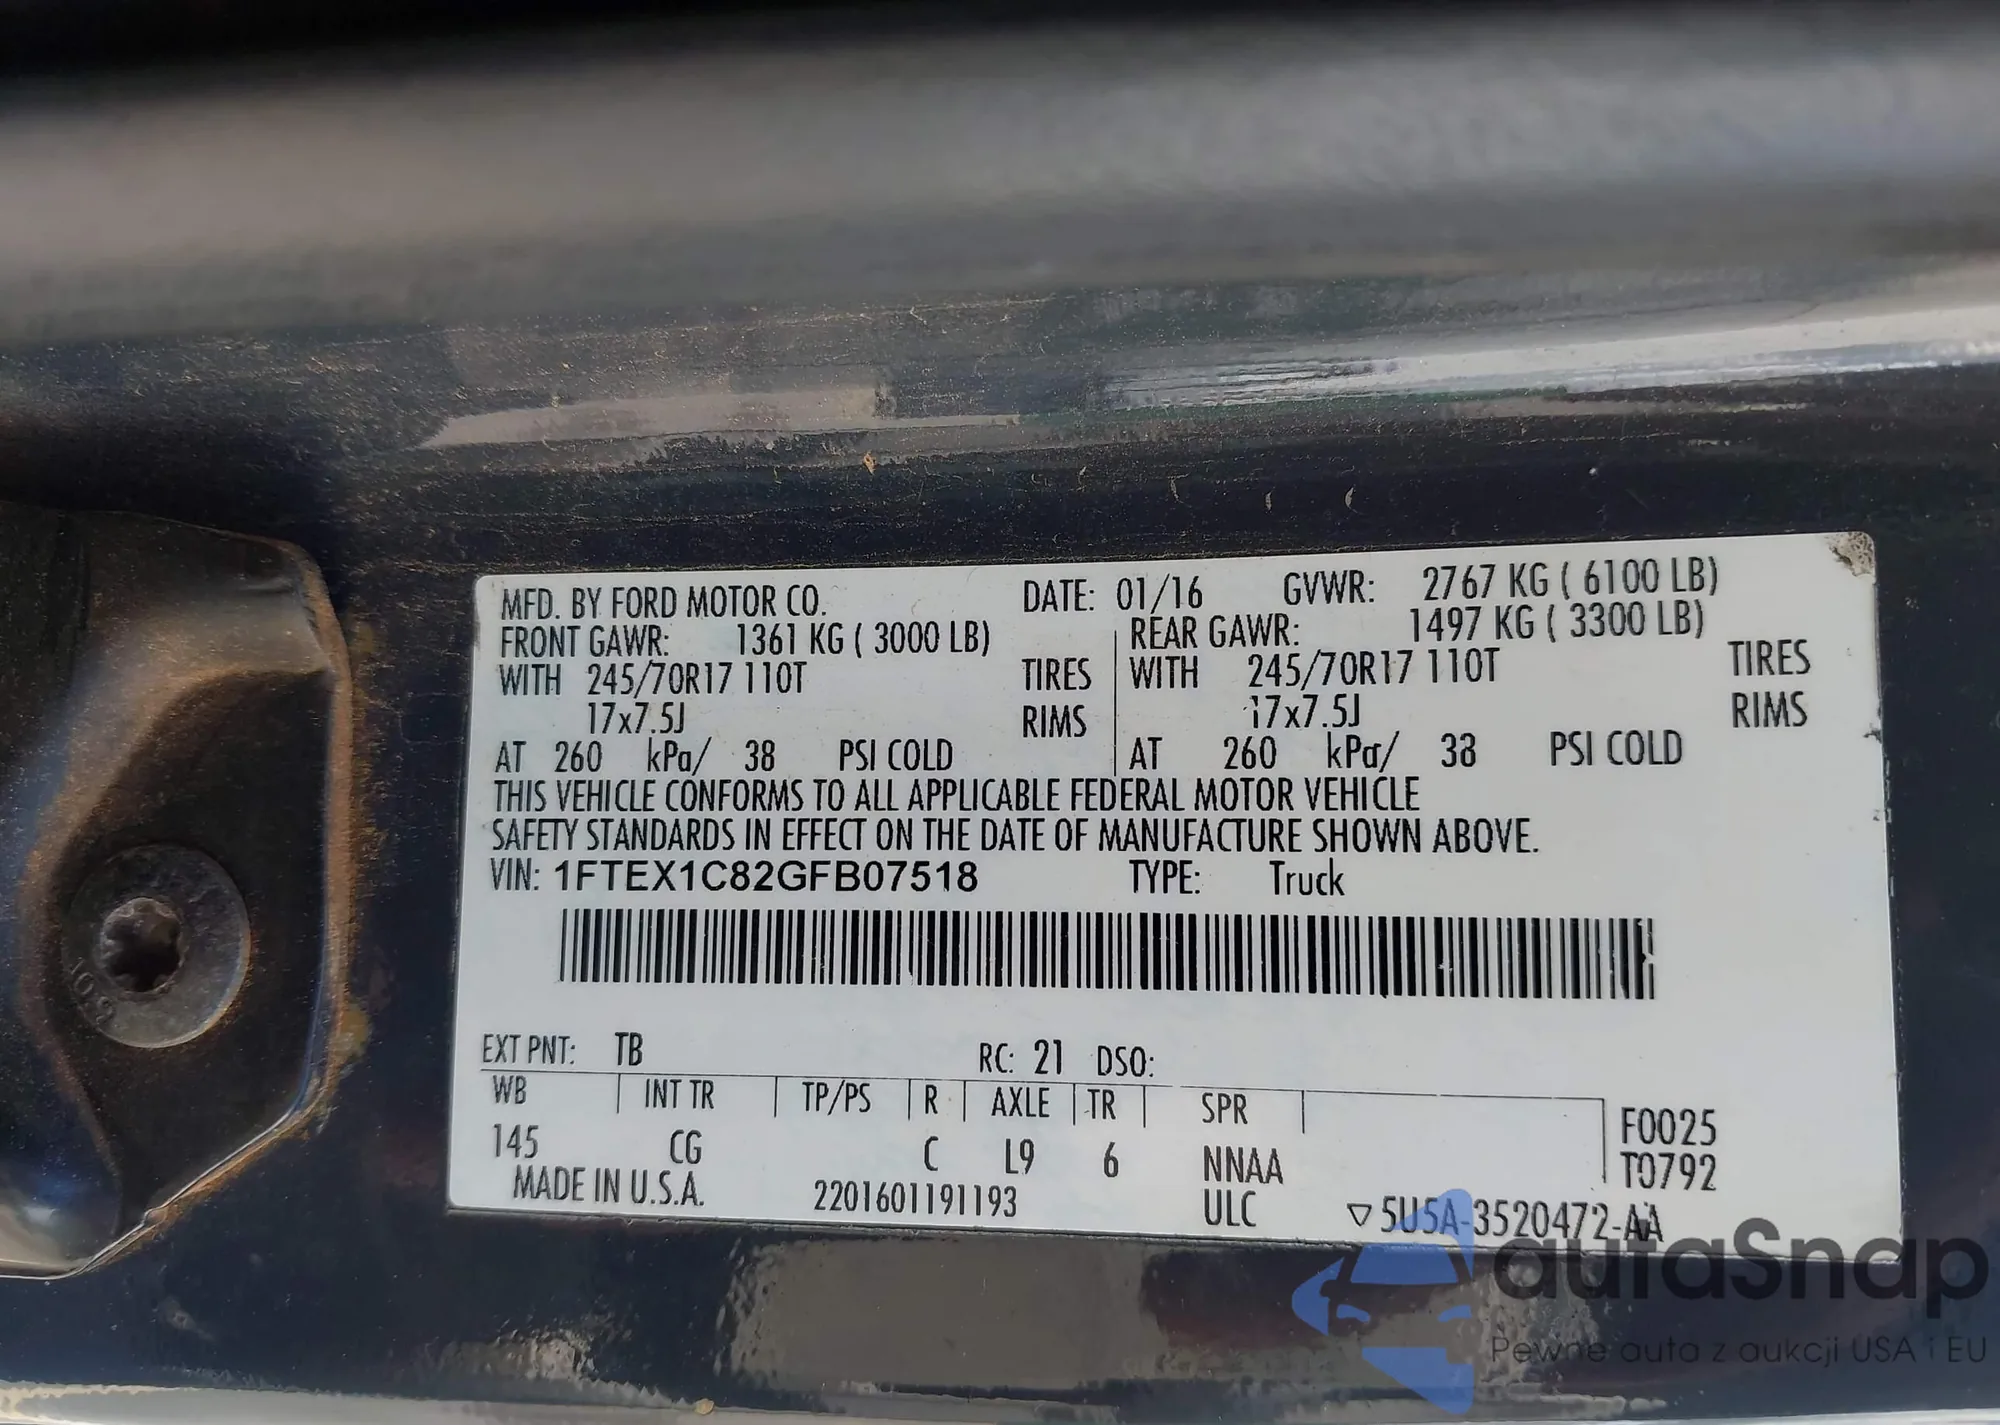 MFD. BY FORD MOTOR CO. DATE: 01/16 GVWR: 2767 KG ( 6100 LB)
FRONT GAWR: 1361 KG ( 3000 LB) REAR GAWR: 1497 KG ( 3300 LB)
WITH 245/70R17 110T TIRES WITH 245/70R17 110T TIRES
17x7.5J RIMS 17x7.5J RIMS
AT 260 kPa/ 38 PSI COLD AT 260 kPa/ 38 PSI COLD
THIS VEHICLE CONFORMS TO ALL APPLICABLE FEDERAL MOTOR VEHICLE
SAFETY STANDARDS IN EFFECT ON THE DATE OF MANUFACTURE SHOWN ABOVE.
VIN: 1FTEX1C82GFB07518 TYPE: Truck
EXT PNT: TB RC: 21 DSO:
WB INT TR TP/PS R AXLE TR SPR F0025
145 CG C L9 6 NNAA T0792
MADE IN U.S.A. 2201601191193 ULC ▽5U5A-3520472-AA
10.9
autaSnap
Pewne auta z aukcji USA i EU